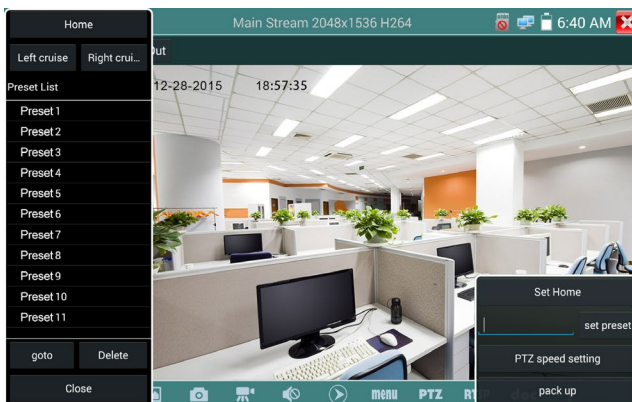 Home
Main Stream 2048x1536 H264
6:40 AM
Left cruise
Right crui...
Out
Preset List
12-28-2015 18:57:35
Preset 1
Preset 2
Preset 3
Preset 4
Preset 5
Preset 6
Preset 7
Preset 8
Preset 9
Preset 10
Preset 11
Set Home
set preset
goto
Delete
PTZ speed setting
Close
menu
PTZ
pack up